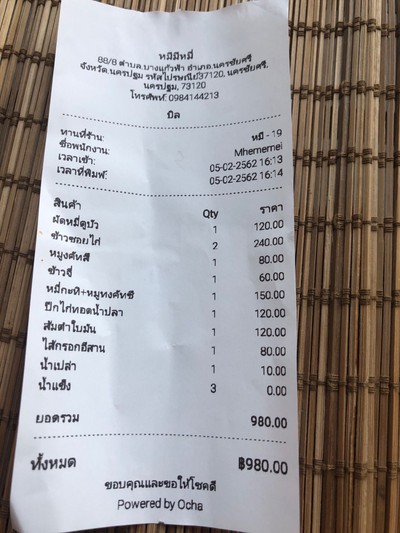 หมีมีหมี่
88/8 ตำบล.บางแก้วฟ้า อำเภอ.นครชัยศรี
จังหวัด.นครปฐม รหัสไปรษณีย์37120, นครชัยศรี,
นครปฐม, 73120
โทรศัพท์: 0984144213
บิล
ทานที่ร้าน: หมี - 19
ชื่อพนักงาน: Mhememei
เวลาเข้า: 05-02-2562 16:13
เวลาที่พิมพ์: 05-02-2562 16:14
สินค้า Qty ราคา
ผัดหมี่ดูบัว 1 120.00
ข้าวซอยไก่ 2 240.00
หมูงคัทสึ 1 80.00
ข้าวจี่ 1 60.00
หมี่กะทิ+หมูทงคัทซึ 1 150.00
ปีกไก่ทอดน้ำปลา 1 120.00
ส้มตำใบมัน 1 120.00
ไส้กรอกอีสาน 1 80.00
น้ำเปล่า 1 10.00
น้ำแข็ง 3 0.00
ยอดรวม 980.00
ทั้งหมด ฿980.00
ขอบคุณและขอให้โชคดี
Powered by Ocha